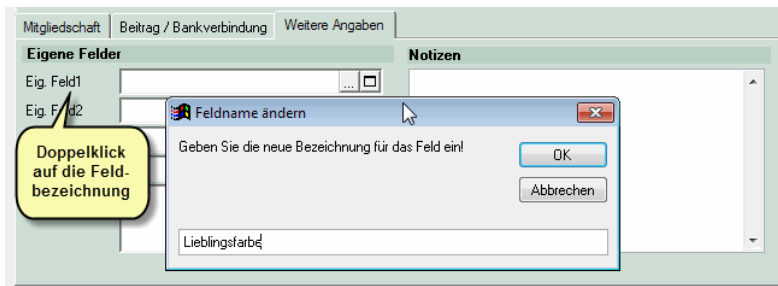 Mitgliedschaft Beitrag / Bankverbindung Weitere Angaben
Eigene Felder Notizen
Eig. Feld1 ...
Eig. Feld2
Feldname ändern
Geben Sie die neue Bezeichnung für das Feld ein!
OK
Abbrechen
Lieblingsfarbe
Doppelklick
auf die Feld-
bezeichnung